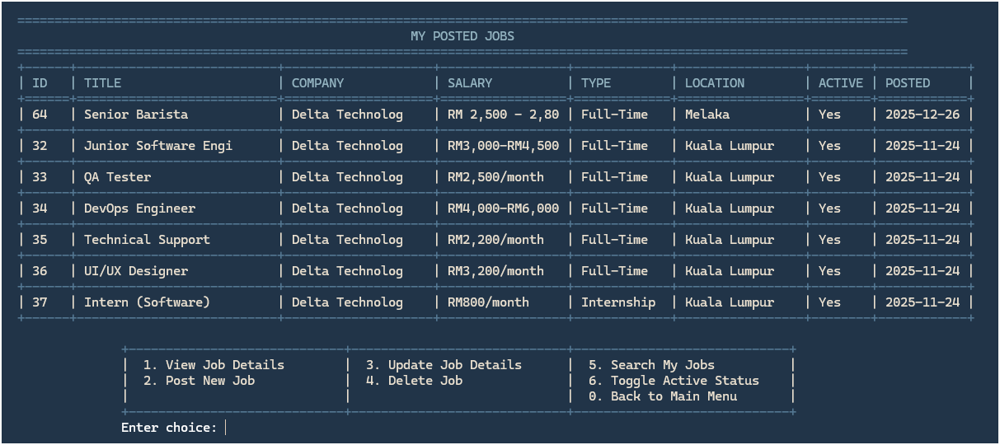 MY POSTED JOBS
| ID | TITLE | COMPANY | SALARY | TYPE | LOCATION | ACTIVE | POSTED |
| 64 | Senior Barista | Delta Technolog | RM 2,500 - 2,80 | Full-Time | Melaka | Yes | 2025-12-26 |
| 32 | Junior Software Engi | Delta Technolog | RM3,000-RM4,500 | Full-Time | Kuala Lumpur | Yes | 2025-11-24 |
| 33 | QA Tester | Delta Technolog | RM2,500/month | Full-Time | Kuala Lumpur | Yes | 2025-11-24 |
| 34 | DevOps Engineer | Delta Technolog | RM4,000-RM6,000 | Full-Time | Kuala Lumpur | Yes | 2025-11-24 |
| 35 | Technical Support | Delta Technolog | RM2,200/month | Full-Time | Kuala Lumpur | Yes | 2025-11-24 |
| 36 | UI/UX Designer | Delta Technolog | RM3,200/month | Full-Time | Kuala Lumpur | Yes | 2025-11-24 |
| 37 | Intern (Software) | Delta Technolog | RM800/month | Internship | Kuala Lumpur | Yes | 2025-11-24 |
| 1. View Job Details | 3. Update Job Details | 5. Search My Jobs |
| 2. Post New Job | 4. Delete Job | 6. Toggle Active Status |
| | | 0. Back to Main Menu |
Enter choice: